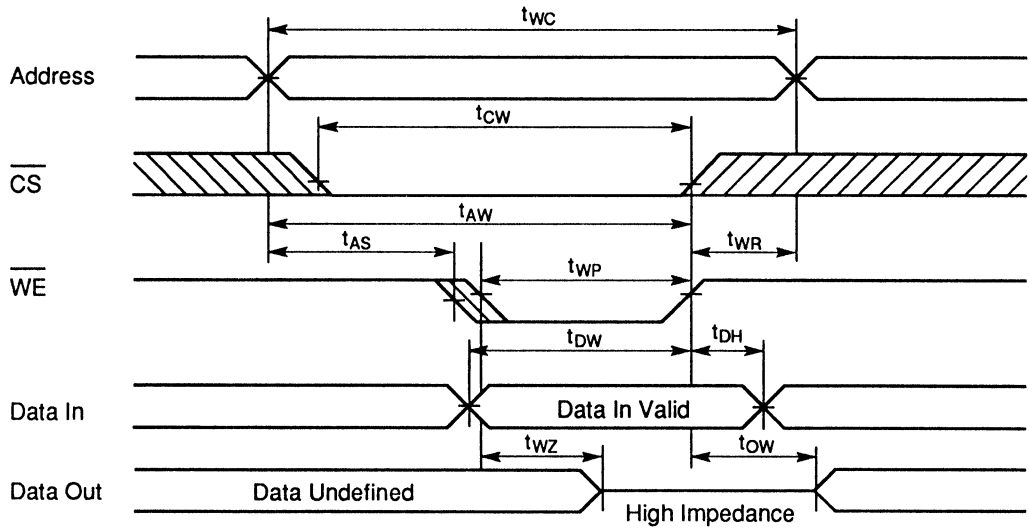 tWC
Address
tCW
CS
tAW
tAS
tWR
WE
tWP
tDW
tDH
Data In
Data In Valid
tWZ
tOW
Data Out
Data Undefined
High Impedance